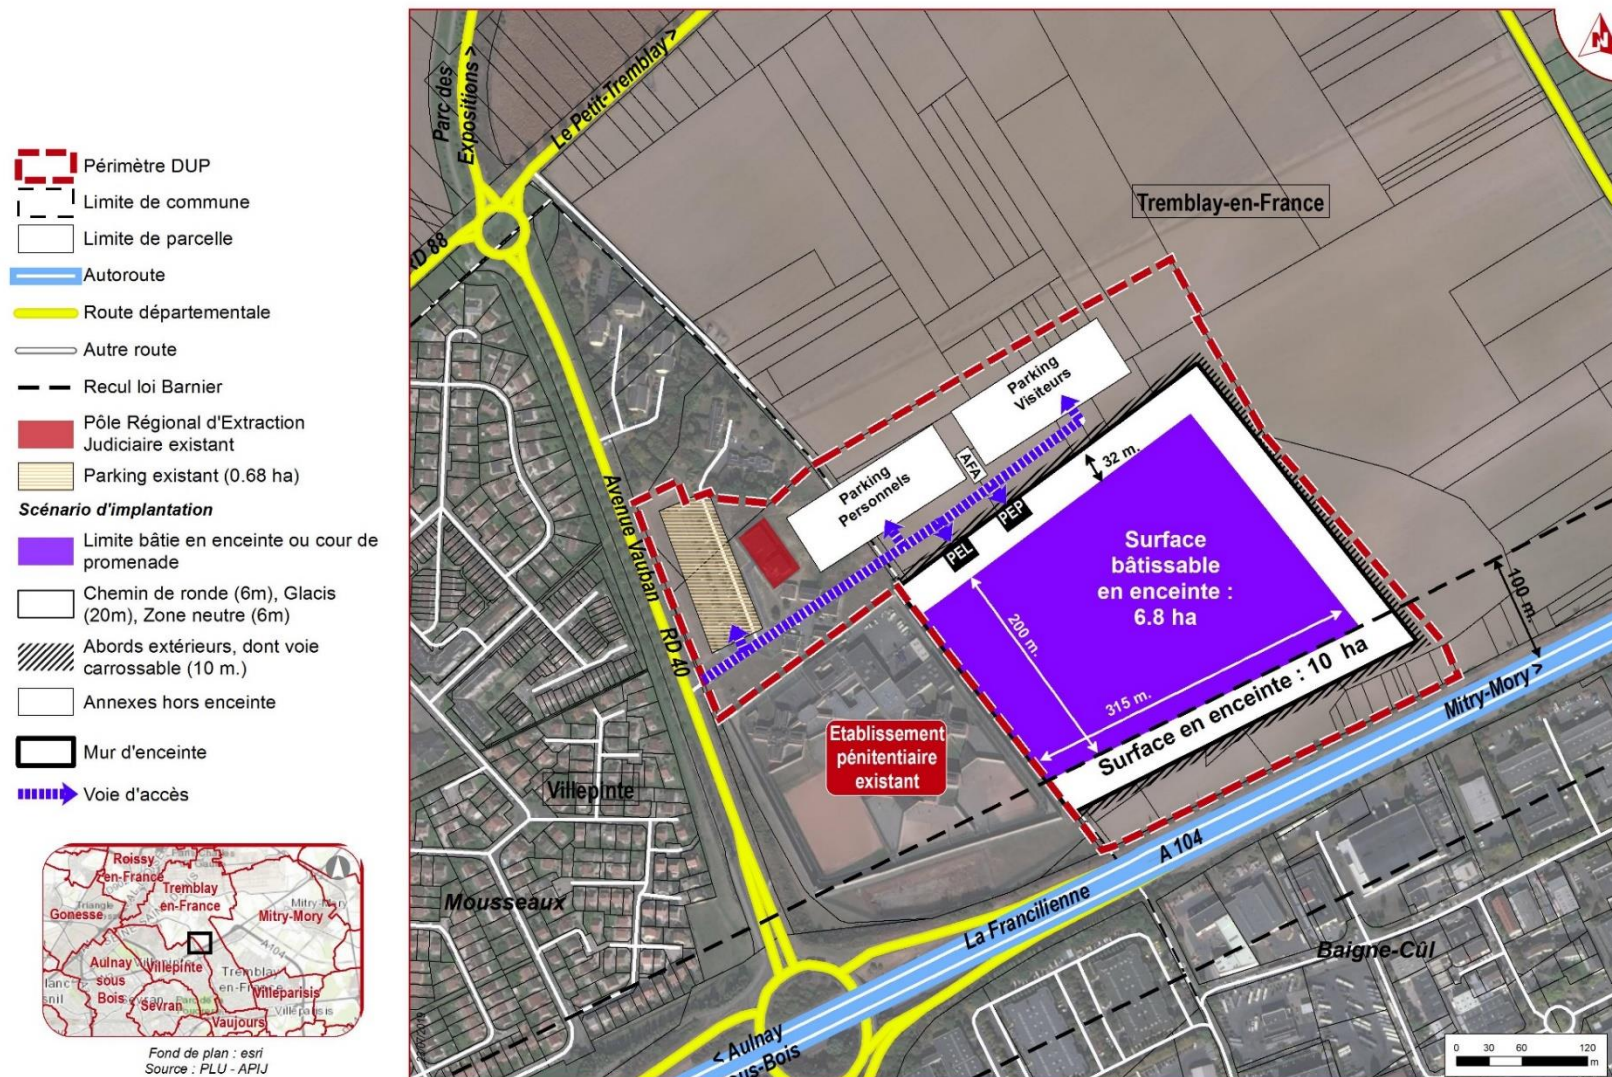 Périmètre DUP
Limite de commune
Limite de parcelle
Autoroute
Route départementale
Autre route
Recul loi Barnier
Pôle Régional d'Extraction
Judiciaire existant
Parking existant (0.68 ha)
Scénario d'implantation
Limite bâtie en enceinte ou cour de
promenade
Chemin de ronde (6m), Glacis
(20m), Zone neutre (6m)
Abords extérieurs, dont voie
carrossable (10 m.)
Annexes hors enceinte
Mur d'enceinte
Voie d'accès
Roissy
en-France
Tremblay
en-France
Gonesse
Mitry-Mory
A104
Aulnay
sous
Bois
Villepinte
Tremblay
en-France
Sevran
Villeparisis
Villéparisis
Vaujours
Fond de plan : esri
Source : PLU - APIJ
N
Parc des
Expositions >
Le Petit-Tremblay >
RD 88
Tremblay-en-France
Parking
Visiteurs
Parking
Personnels
AFA
PEP
PEL
32 m.
Avenue Vauban
RD 40
Surface
bâtissable
en enceinte :
6.8 ha
200 m.
315 m.
100 m.
Surface en enceinte : 10 ha
Etablissement
pénitentiaire
existant
Villepinte
Mousseaux
Mitry-Mory >
A 104
La Francilienne
Baigne-Cûl
< Aulnay
sous-Bois
0 30 60 120
m